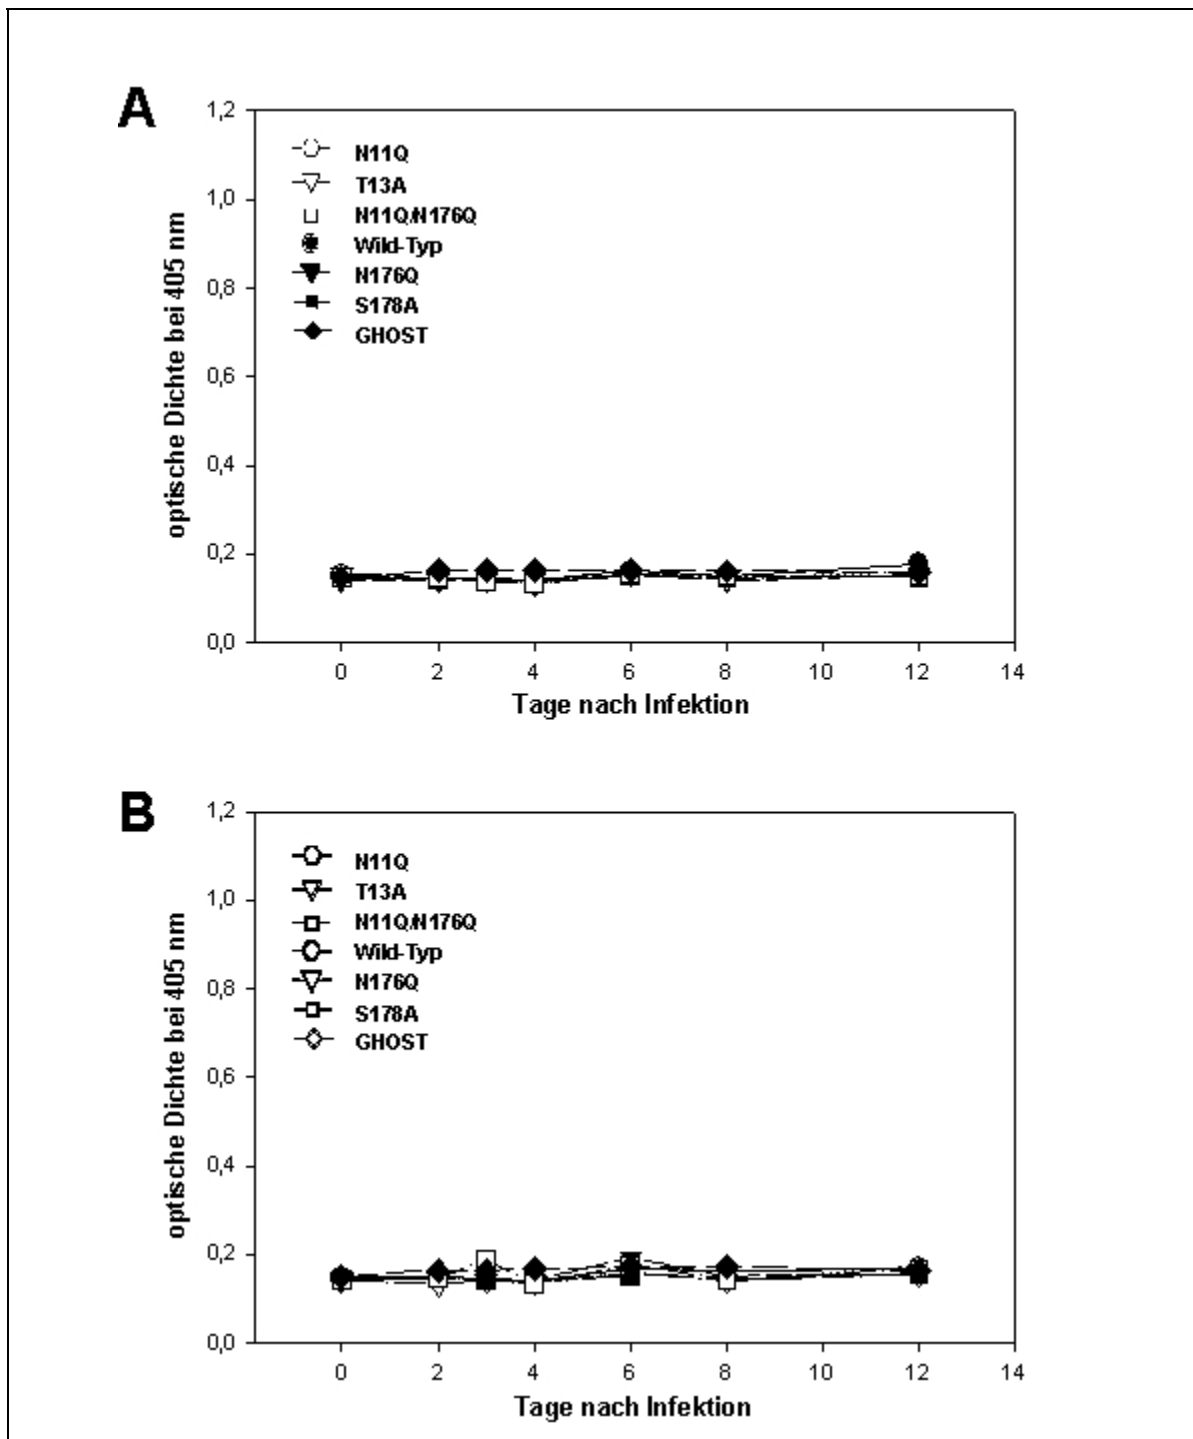 A
1,2
1,0
0,8
0,6
0,4
0,2
0,0
optische Dichte bei 405 nm
N11Q
T13A
N11Q/N176Q
Wild-Typ
N176Q
S178A
GHOST
0 2 4 6 8 10 12 14
Tage nach Infektion
B
1,2
1,0
0,8
0,6
0,4
0,2
0,0
optische Dichte bei 405 nm
N11Q
T13A
N11Q/N176Q
Wild-Typ
N176Q
S178A
GHOST
0 2 4 6 8 10 12 14
Tage nach Infektion